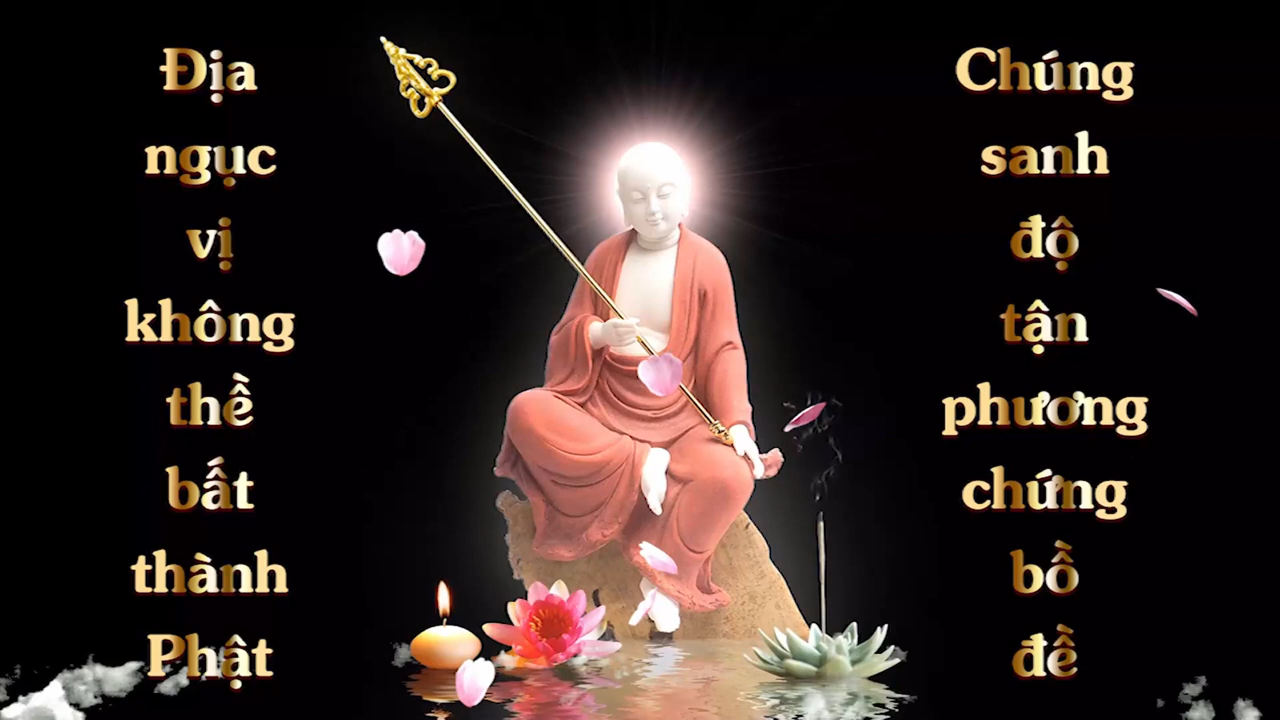 Địa
ngục
vị
không
thề
bất
thành
Phật
Chúng
sanh
độ
tận
phương
chứng
bồ
đề